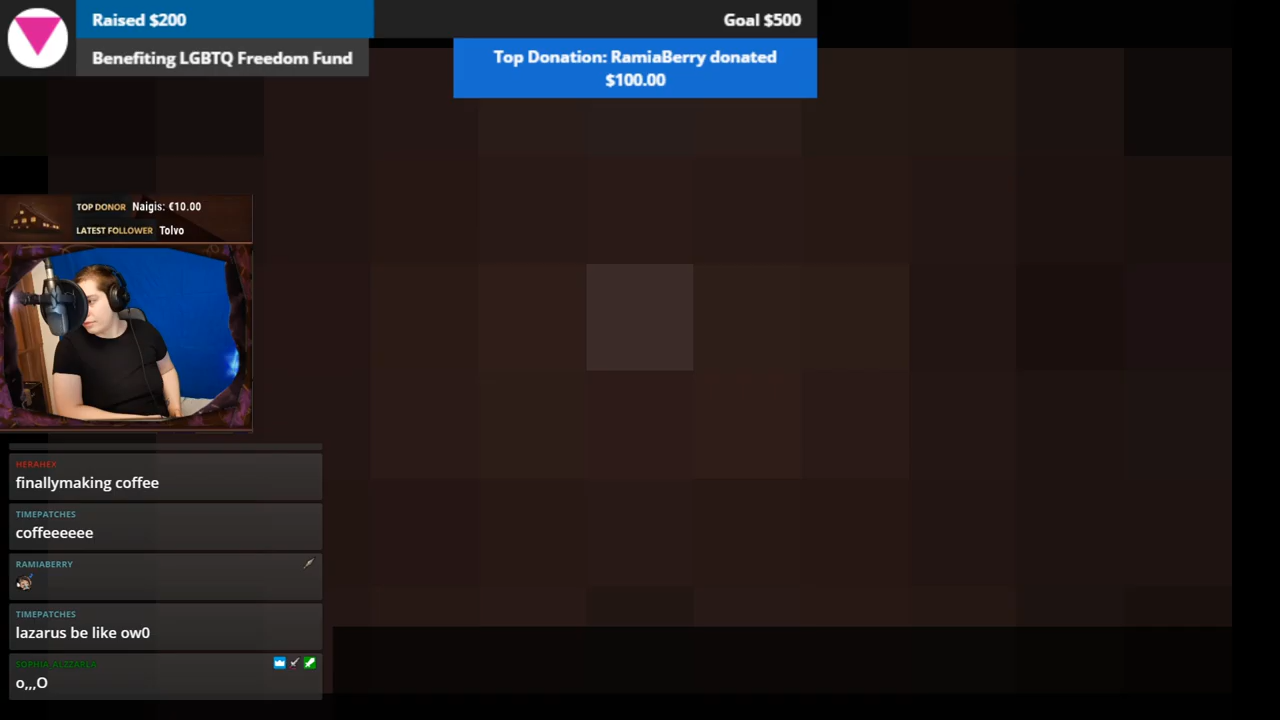 Raised $200
Goal $500
Benefiting LGBTQ Freedom Fund
Top Donation: RamiaBerry donated
$100.00
TOP DONOR Naigis: €10.00
LATEST FOLLOWER Tolvo
HERAHEX
finallymaking coffee
TIMEPATCHES
coffeeeeee
RAMIABERRY
TIMEPATCHES
lazarus be like ow0
SOPHIA_ALZZARLA
o,,,O